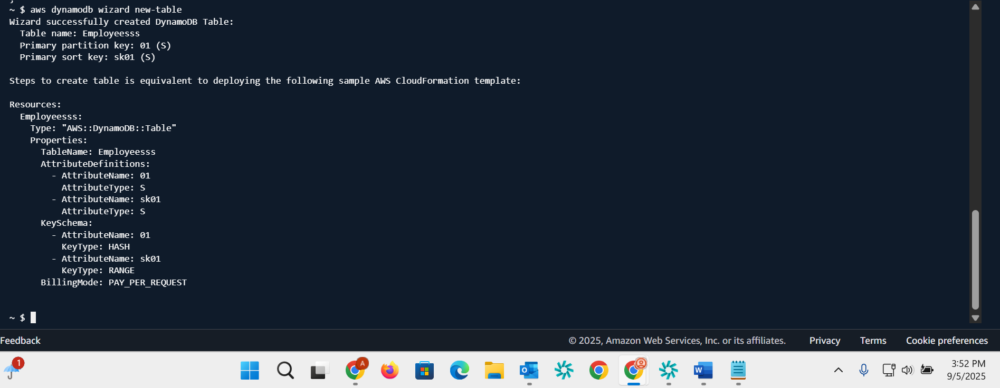 ~ $ aws dynamodb wizard new-table
Wizard successfully created DynamoDB Table:
  Table name: Employeesss
  Primary partition key: 01 (S)
  Primary sort key: sk01 (S)

Steps to create table is equivalent to deploying the following sample AWS CloudFormation template:

Resources:
  Employeesss:
    Type: "AWS::DynamoDB::Table"
    Properties:
      TableName: Employeesss
      AttributeDefinitions:
        - AttributeName: 01
          AttributeType: S
        - AttributeName: sk01
          AttributeType: S
      KeySchema:
        - AttributeName: 01
          KeyType: HASH
        - AttributeName: sk01
          KeyType: RANGE
      BillingMode: PAY_PER_REQUEST

~ $
Feedback © 2025, Amazon Web Services, Inc. or its affiliates. Privacy Terms Cookie preferences
1 A O W 3:52 PM
9/5/2025